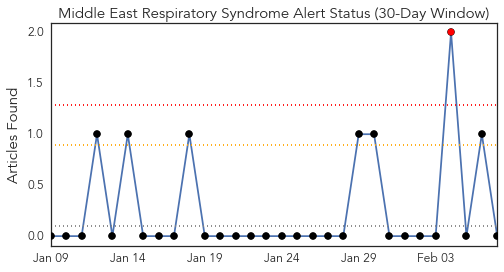 Middle East Respiratory Syndrome Alert Status (30-Day Window)
Articles Found
2.0
1.5
1.0
0.5
0.0
Jan 09 Jan 14 Jan 19 Jan 24 Jan 29 Feb 03